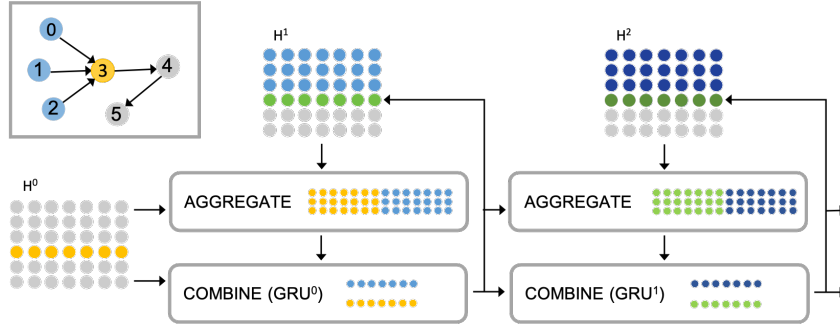 0
1
2
3
4
5
H¹
H²
H⁰
AGGREGATE
AGGREGATE
COMBINE (GRU⁰)
COMBINE (GRU¹)